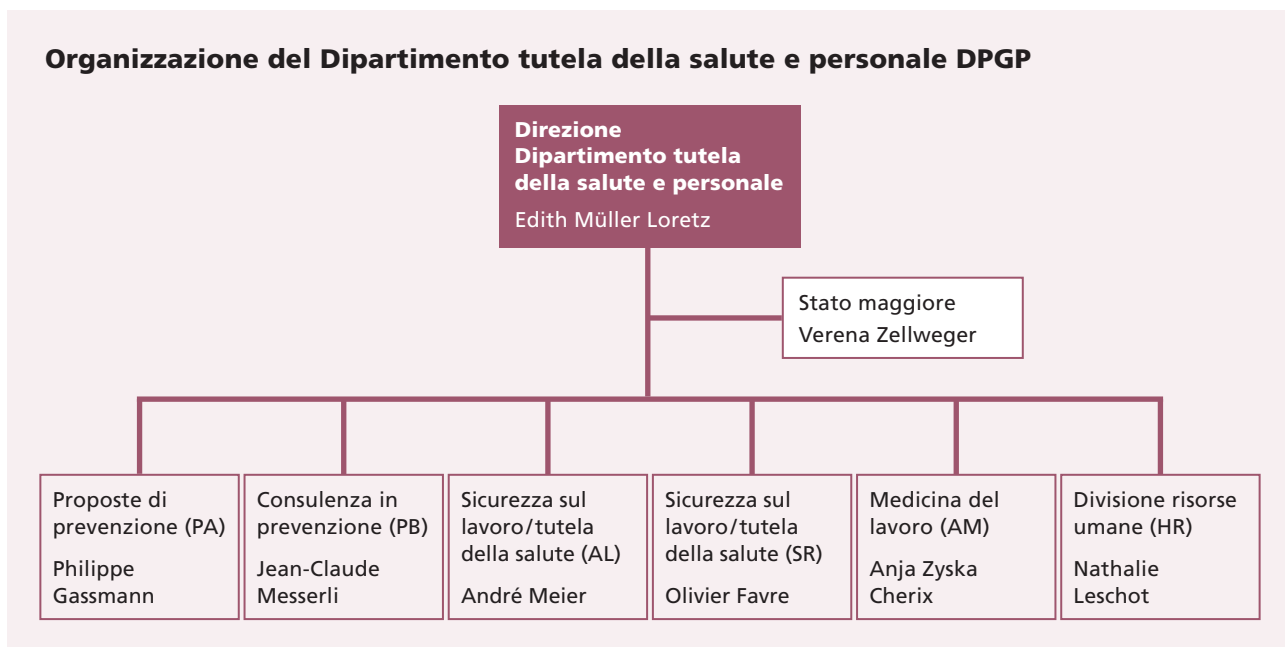 Organizzazione del Dipartimento tutela della salute e personale DPGP
Direzione
Dipartimento tutela
della salute e personale
Edith Müller Loretz
Stato maggiore
Verena Zellweger
Proposte di
prevenzione (PA)
Philippe
Gassmann
Consulenza in
prevenzione (PB)
Jean-Claude
Messerli
Sicurezza sul
lavoro/tutela
della salute (AL)
André Meier
Sicurezza sul
lavoro/tutela
della salute (SR)
Olivier Favre
Medicina del
lavoro (AM)
Anja Zyska
Cherix
Divisione risorse
umane (HR)
Nathalie
Leschot